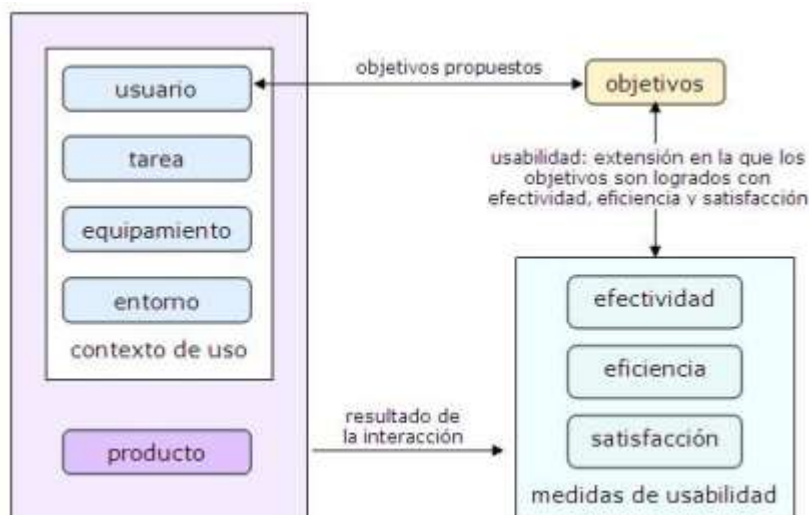 usuario
tarea
equipamiento
entorno
contexto de uso
producto
objetivos propuestos
objetivos
usabilidad: extensión en la que los
objetivos son logrados con
efectividad, eficiencia y satisfacción
resultado de
la interacción
efectividad
eficiencia
satisfacción
medidas de usabilidad